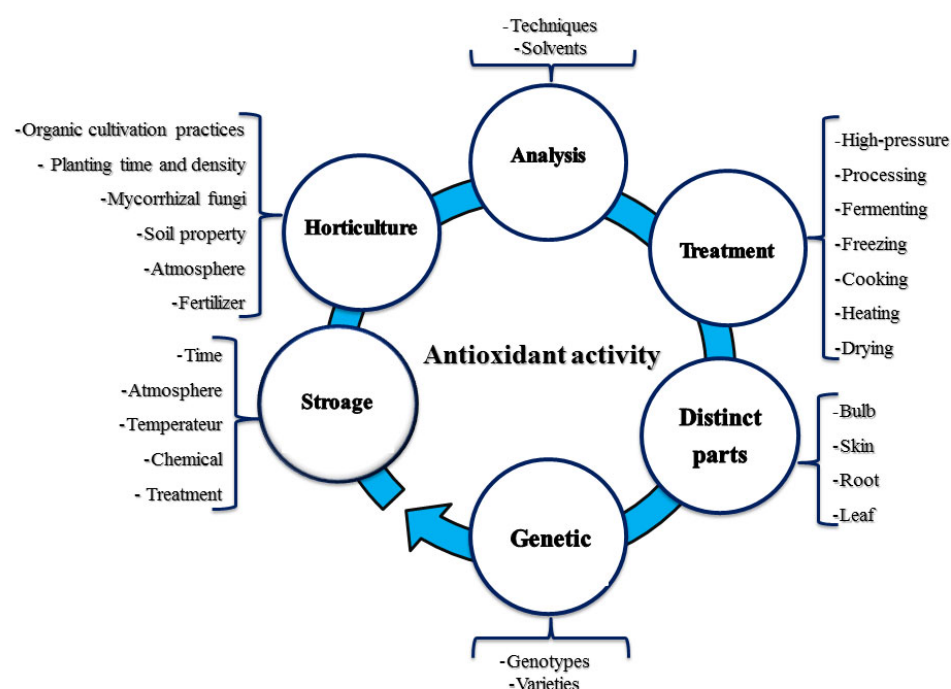 -Techniques
-Solvents
Analysis
-Organic cultivation practices
- Planting time and density
-Mycorrhizal fungi
-Soil property
-Atmosphere
-Fertilizer
Horticulture
-High-pressure
-Processing
-Fermenting
-Freezing
-Cooking
-Heating
-Drying
Treatment
Antioxidant activity
-Time
-Atmosphere
-Temperateur
-Chemical
- Treatment
Stroage
Distinct
parts
-Bulb
-Skin
-Root
-Leaf
Genetic
-Genotypes
-Varieties